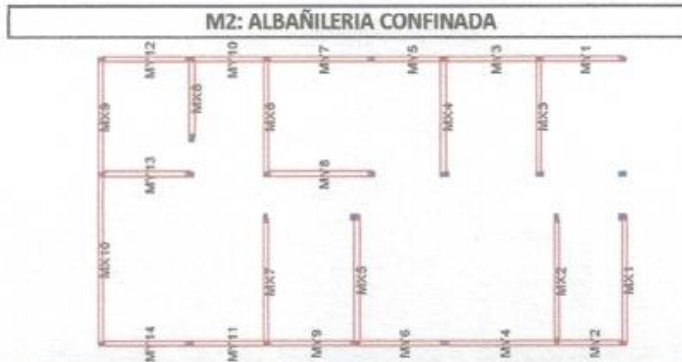 M2: ALBAÑILERIA CONFINADA
MY12 MY10 MY7 MY5 MY3 MY1
MX9 MX8 MX6 MX4 MX3
MY13 MY8
MX10 MX7 MX5 MX2 MX1
MY14 MY11 MY9 MY6 MY4 MY2